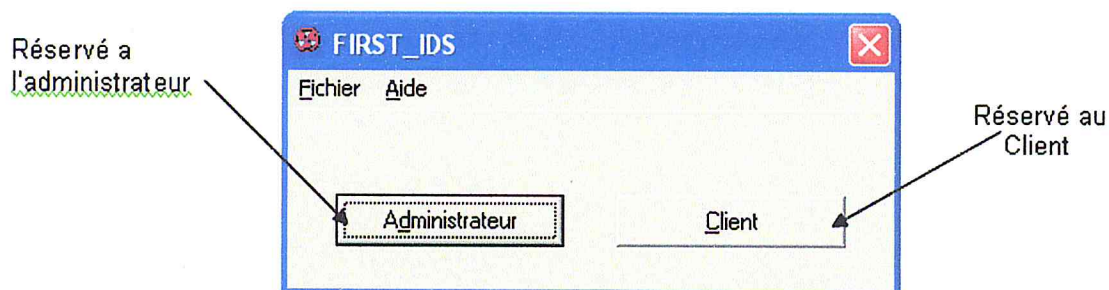 Réservé a
l'administrateur
FIRST_IDS
Fichier Aide
Réservé au
Client
Administrateur
Client